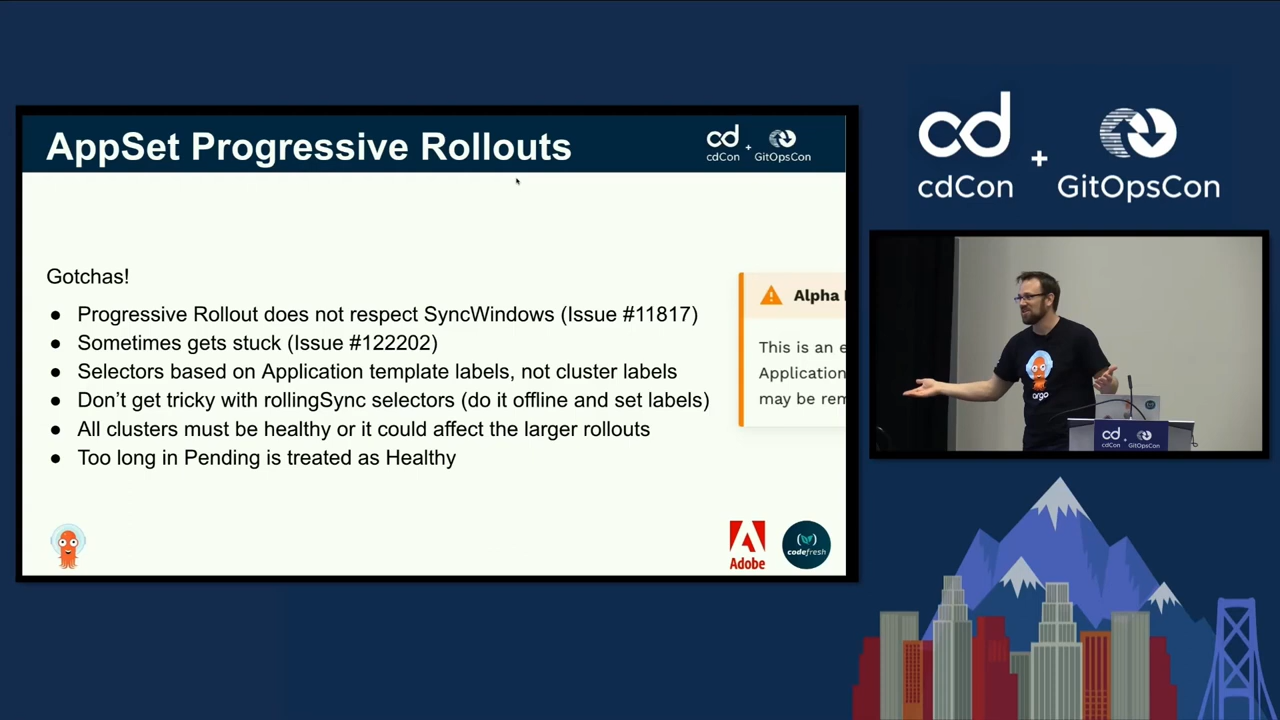 AppSet Progressive Rollouts
cd
cdCon
+
GitOpsCon
Gotchas!
● Progressive Rollout does not respect SyncWindows (Issue #11817)
● Sometimes gets stuck (Issue #122202)
● Selectors based on Application template labels, not cluster labels
● Don't get tricky with rollingSync selectors (do it offline and set labels)
● All clusters must be healthy or it could affect the larger rollouts
● Too long in Pending is treated as Healthy
Alpha
This is an e
Application
may be rem
Adobe
codefresh
cd
cdCon
+
GitOpsCon
argo
cd